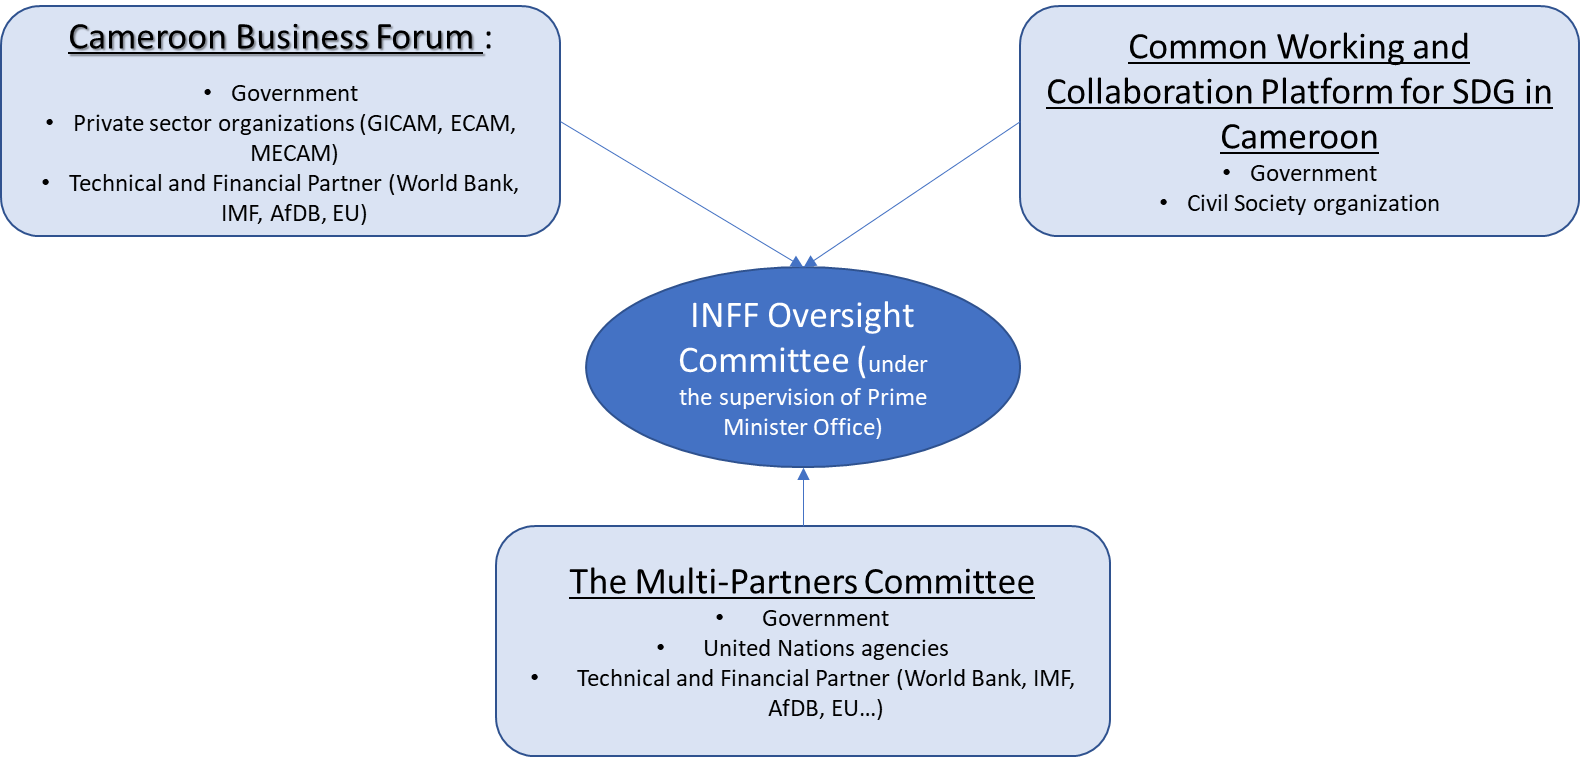 Cameroon Business Forum :
• Government
• Private sector organizations (GICAM, ECAM,
MECAM)
• Technical and Financial Partner (World Bank,
IMF, AfDB, EU)
Common Working and
Collaboration Platform for SDG in
Cameroon
• Government
• Civil Society organization
INFF Oversight
Committee (under
the supervision of Prime
Minister Office)
The Multi-Partners Committee
• Government
• United Nations agencies
• Technical and Financial Partner (World Bank, IMF,
AfDB, EU...)